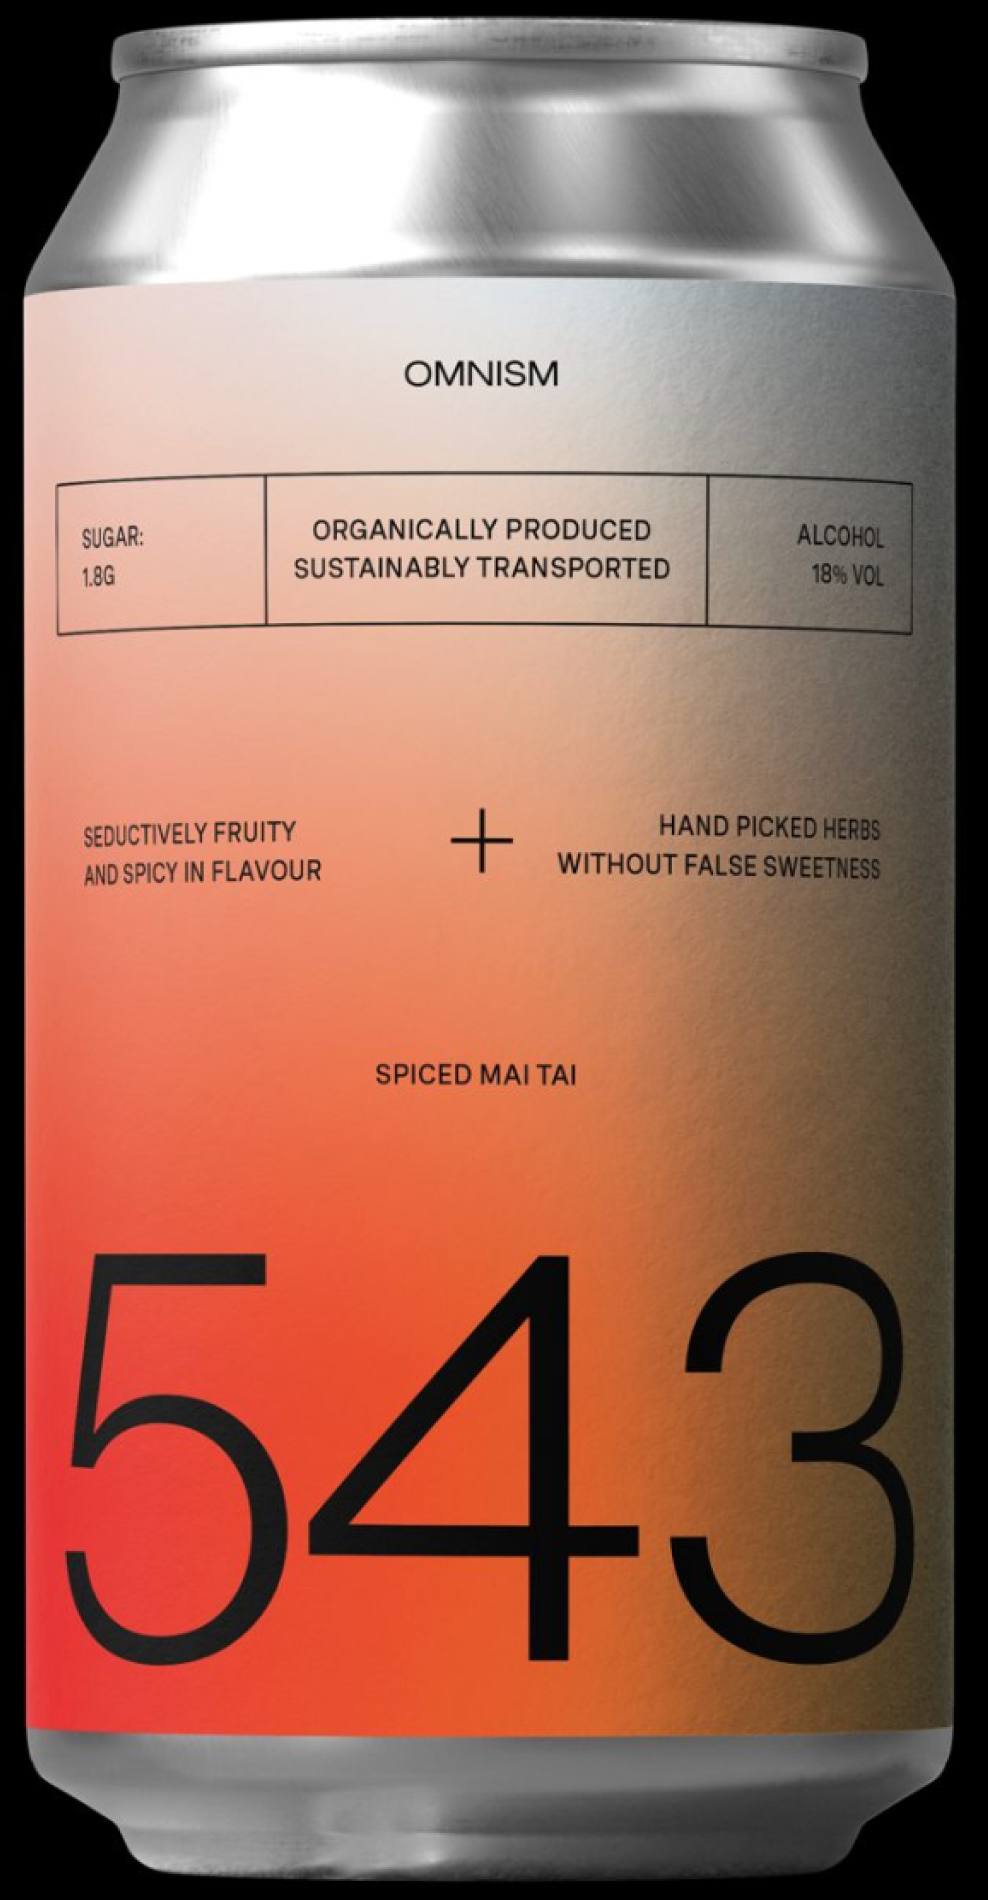 OMNISM
SUGAR:
1.8G
ORGANICALLY PRODUCED
SUSTAINABLY TRANSPORTED
ALCOHOL
18% VOL
SEDUCTIVELY FRUITY
AND SPICY IN FLAVOUR
+
HAND PICKED HERBS
WITHOUT FALSE SWEETNESS
SPICED MAI TAI
543